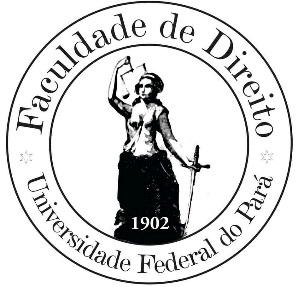 Faculdade de Direito
1902
Universidade Federal do Pará